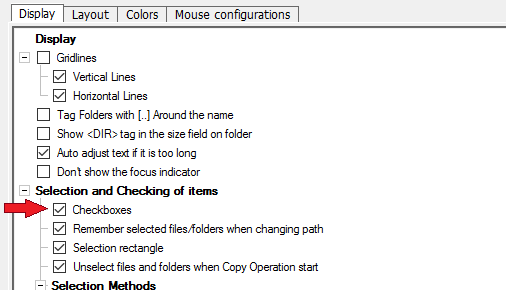 Display Layout Colors Mouse configurations
Display
Gridlines
Vertical Lines
Horizontal Lines
Tag Folders with [..] Around the name
Show <DIR> tag in the size field on folder
Auto adjust text if it is too long
Don't show the focus indicator
Selection and Checking of items
Checkboxes
Remember selected files/folders when changing path
Selection rectangle
Unselect files and folders when Copy Operation start
Selection Methods